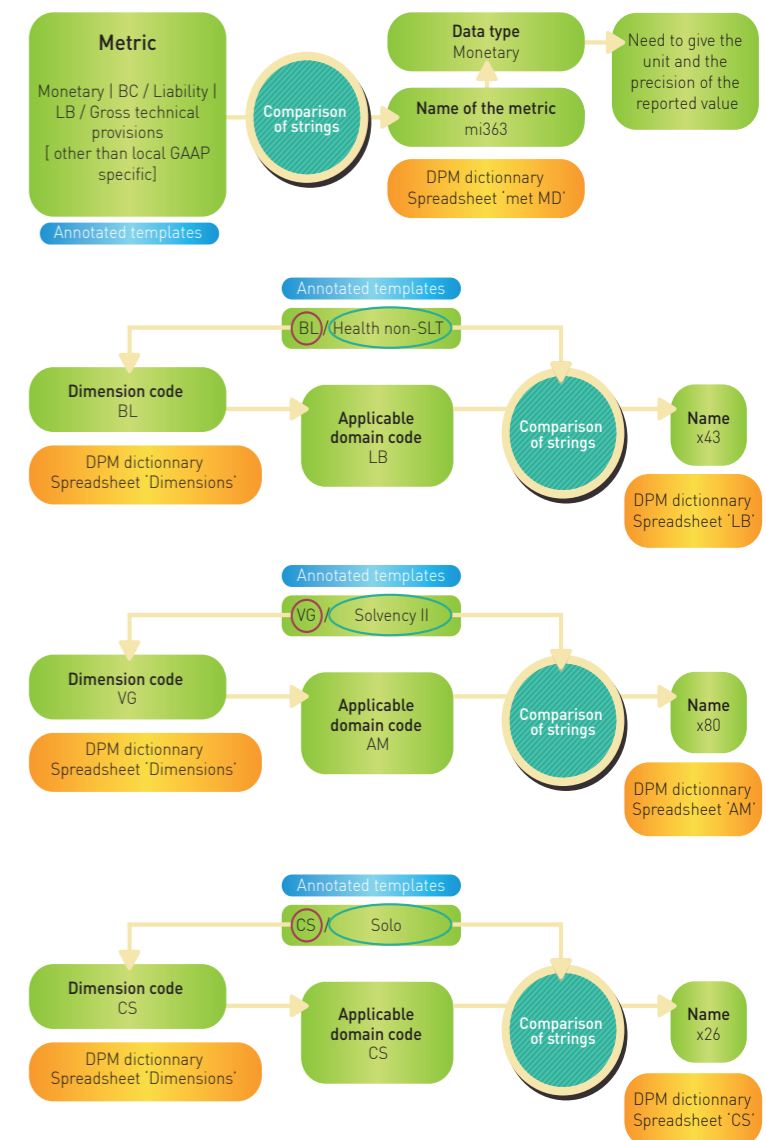 Metric
Monetary | BC / Liability |
LB / Gross technical
provisions
[ other than local GAAP
specific]
Annotated templates
Comparison
of strings
Data type
Monetary
Name of the metric
mi363
DPM dictionnary
Spreadsheet ‘met MD’
Need to give the
unit and the
precision of the
reported value
Annotated templates
BL / Health non-SLT
Dimension code
BL
DPM dictionnary
Spreadsheet ‘Dimensions’
Applicable
domain code
LB
Comparison
of strings
Name
x43
DPM dictionnary
Spreadsheet ‘LB’
Annotated templates
VG / Solvency II
Dimension code
VG
DPM dictionnary
Spreadsheet ‘Dimensions’
Applicable
domain code
AM
Comparison
of strings
Name
x80
DPM dictionnary
Spreadsheet ‘AM’
Annotated templates
CS / Solo
Dimension code
CS
DPM dictionnary
Spreadsheet ‘Dimensions’
Applicable
domain code
CS
Comparison
of strings
Name
x26
DPM dictionnary
Spreadsheet ‘CS’